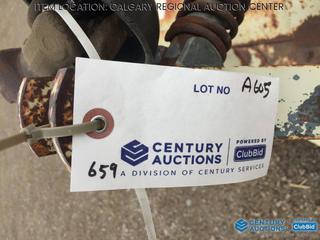 ITEM LOCATION: CALGARY REGIONAL AUCTION CENTER
LOT NO A605
CENTURY AUCTIONS
POWERED BY ClubBid
659
A DIVISION OF CENTURY SERVICES
CENTURY AUCTIONS
POWERED BY ClubBid